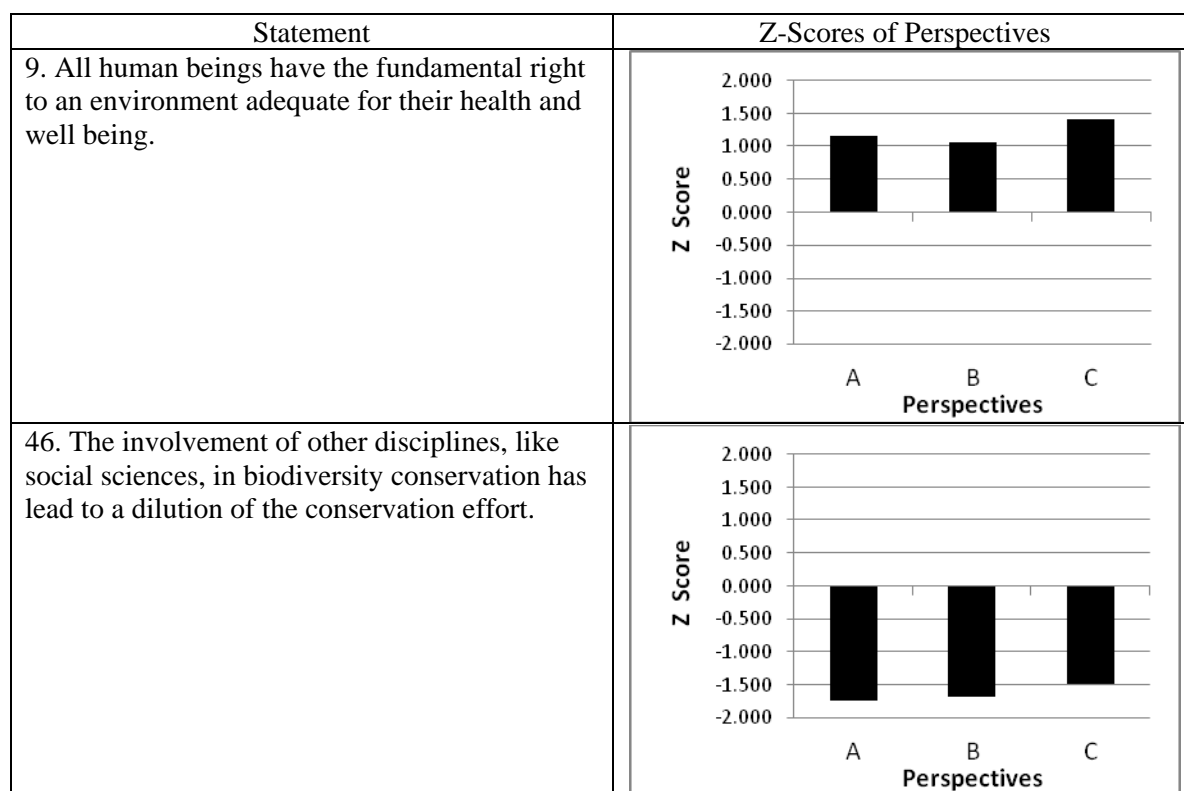 Statement
Z-Scores of Perspectives
9. All human beings have the fundamental right
to an environment adequate for their health and
well being.
2.000
1.500
1.000
0.500
0.000
-0.500
-1.000
-1.500
-2.000
Z Score
A B C
Perspectives
46. The involvement of other disciplines, like
social sciences, in biodiversity conservation has
lead to a dilution of the conservation effort.
2.000
1.500
1.000
0.500
0.000
-0.500
-1.000
-1.500
-2.000
Z Score
A B C
Perspectives